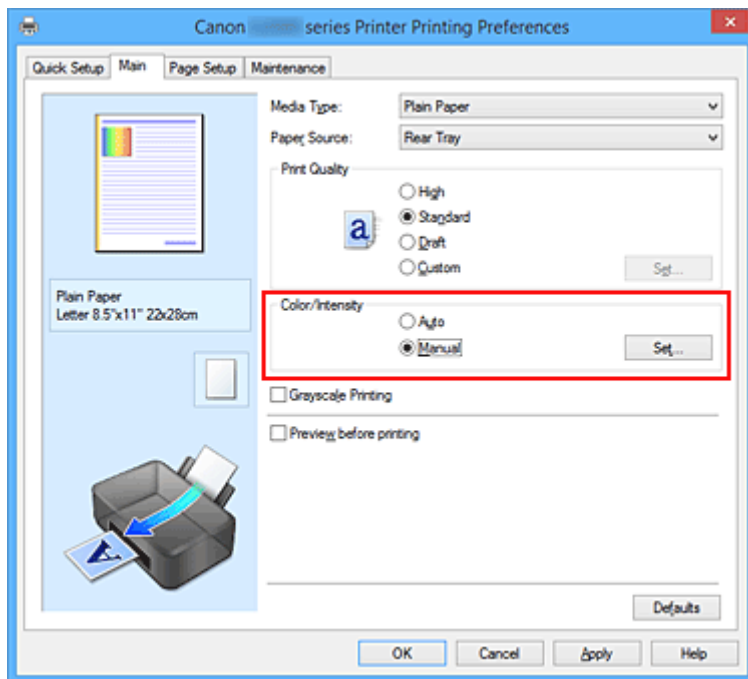 Canon series Printer Printing Preferences
Quick Setup Main Page Setup Maintenance
Media Type: Plain Paper
Paper Source: Rear Tray
Print Quality
High
a Standard
Draft
Custom Set...
Plain Paper
Letter 8.5"x11" 22x28cm
Color/Intensity
Auto
Manual Set...
Grayscale Printing
Preview before printing
A
Defaults
OK Cancel Apply Help